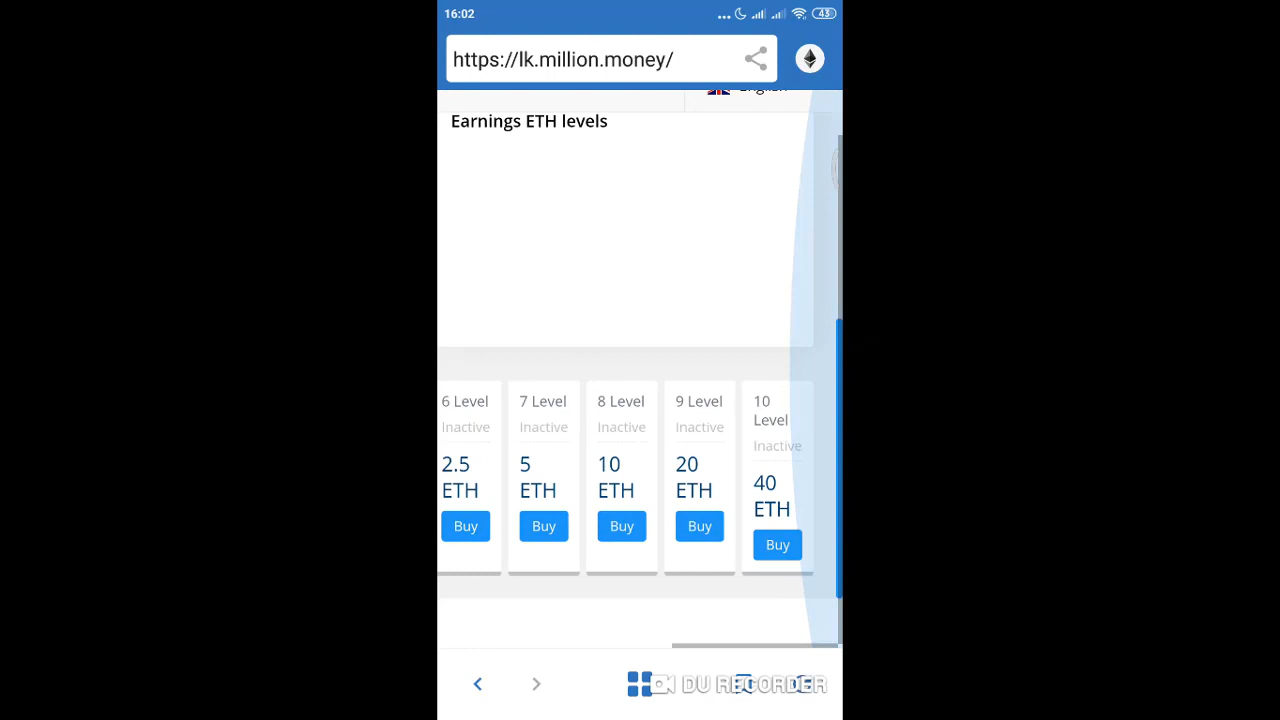 16:02
43
https://lk.million.money/
English
Earnings ETH levels
6 Level
Inactive
2.5
ETH
Buy
7 Level
Inactive
5
ETH
Buy
8 Level
Inactive
10
ETH
Buy
9 Level
Inactive
20
ETH
Buy
10
Level
Inactive
40
ETH
Buy
DU RECORDER